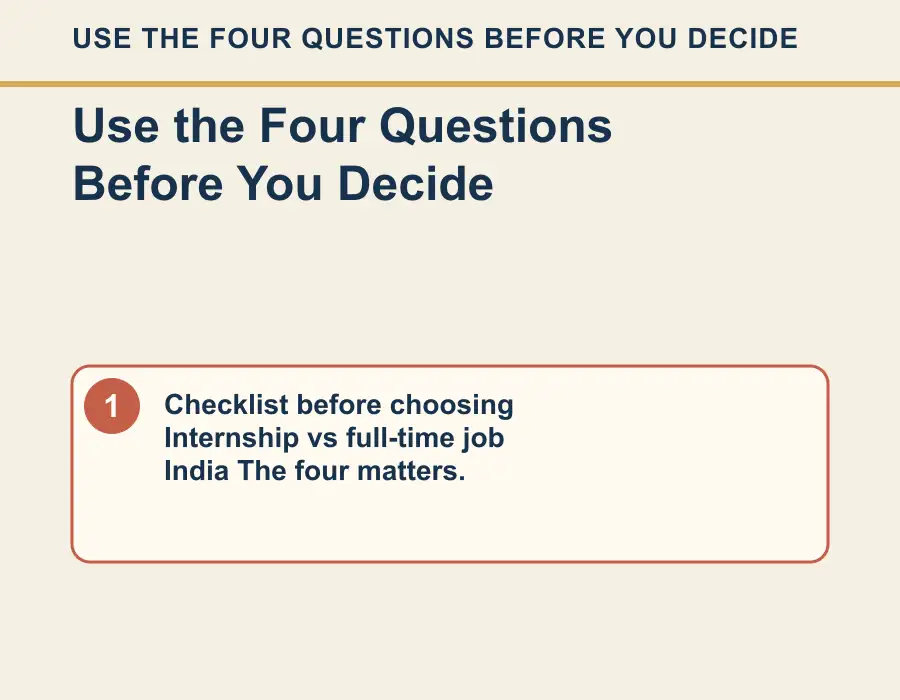 USE THE FOUR QUESTIONS BEFORE YOU DECIDE
Use the Four Questions
Before You Decide
1
Checklist before choosing
Internship vs full-time job
India The four matters.